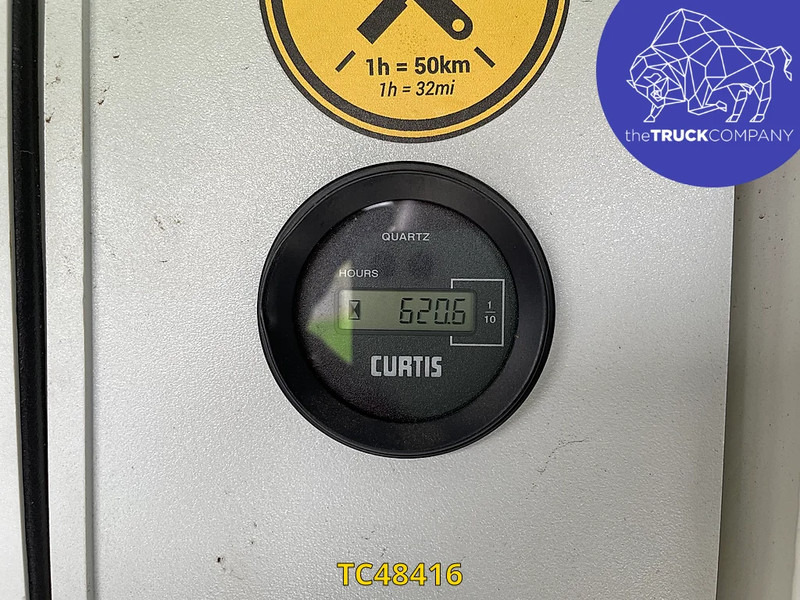 1h = 50km
1h = 32mi
theTRUCKCOMPANY
QUARTZ
HOURS
620.6
1
10
CURTIS
TC48416